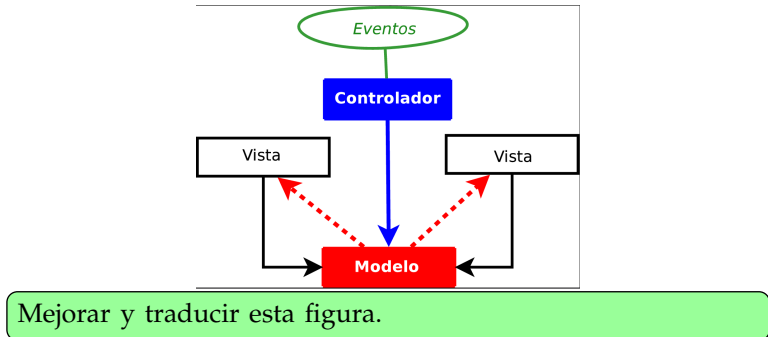 Eventos
Controlador
Vista
Vista
Modelo
Mejorar y traducir esta figura.